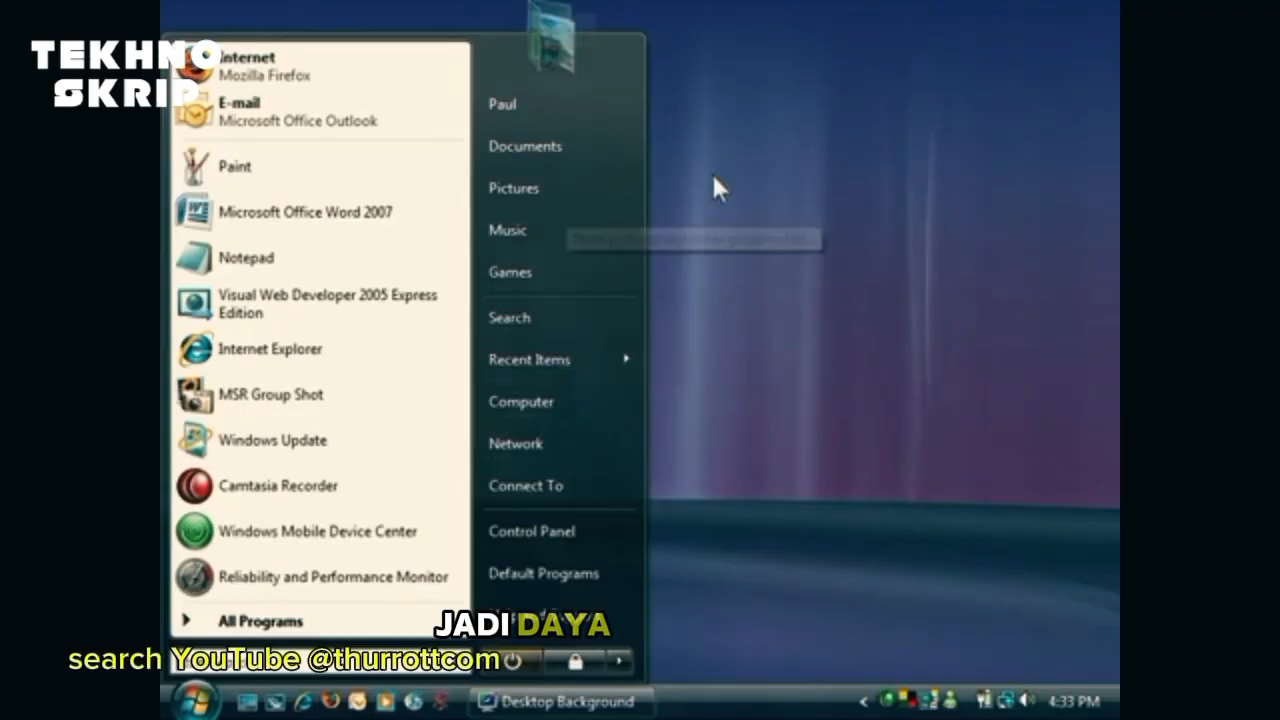 TEKHNO
SKRIP
Internet
Mozilla Firefox
E-mail
Microsoft Office Outlook
Paint
Microsoft Office Word 2007
Notepad
Visual Web Developer 2005 Express
Edition
Internet Explorer
MSR Group Shot
Windows Update
Camtasia Recorder
Windows Mobile Device Center
Reliability and Performance Monitor
All Programs
Paul
Documents
Pictures
Music
Games
Search
Recent Items
Computer
Network
Connect To
Control Panel
Default Programs
JADI DAYA
search YouTube @thurrottcom
Desktop Background
4:33 PM